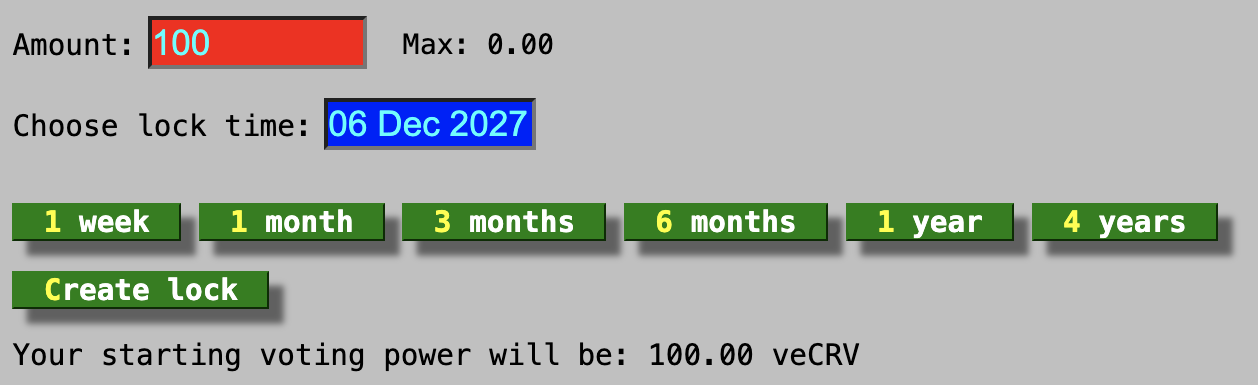 Amount: 100 Max: 0.00
Choose lock time: 06 Dec 2027
1 week 1 month 3 months 6 months 1 year 4 years
Create lock
Your starting voting power will be: 100.00 veCRV